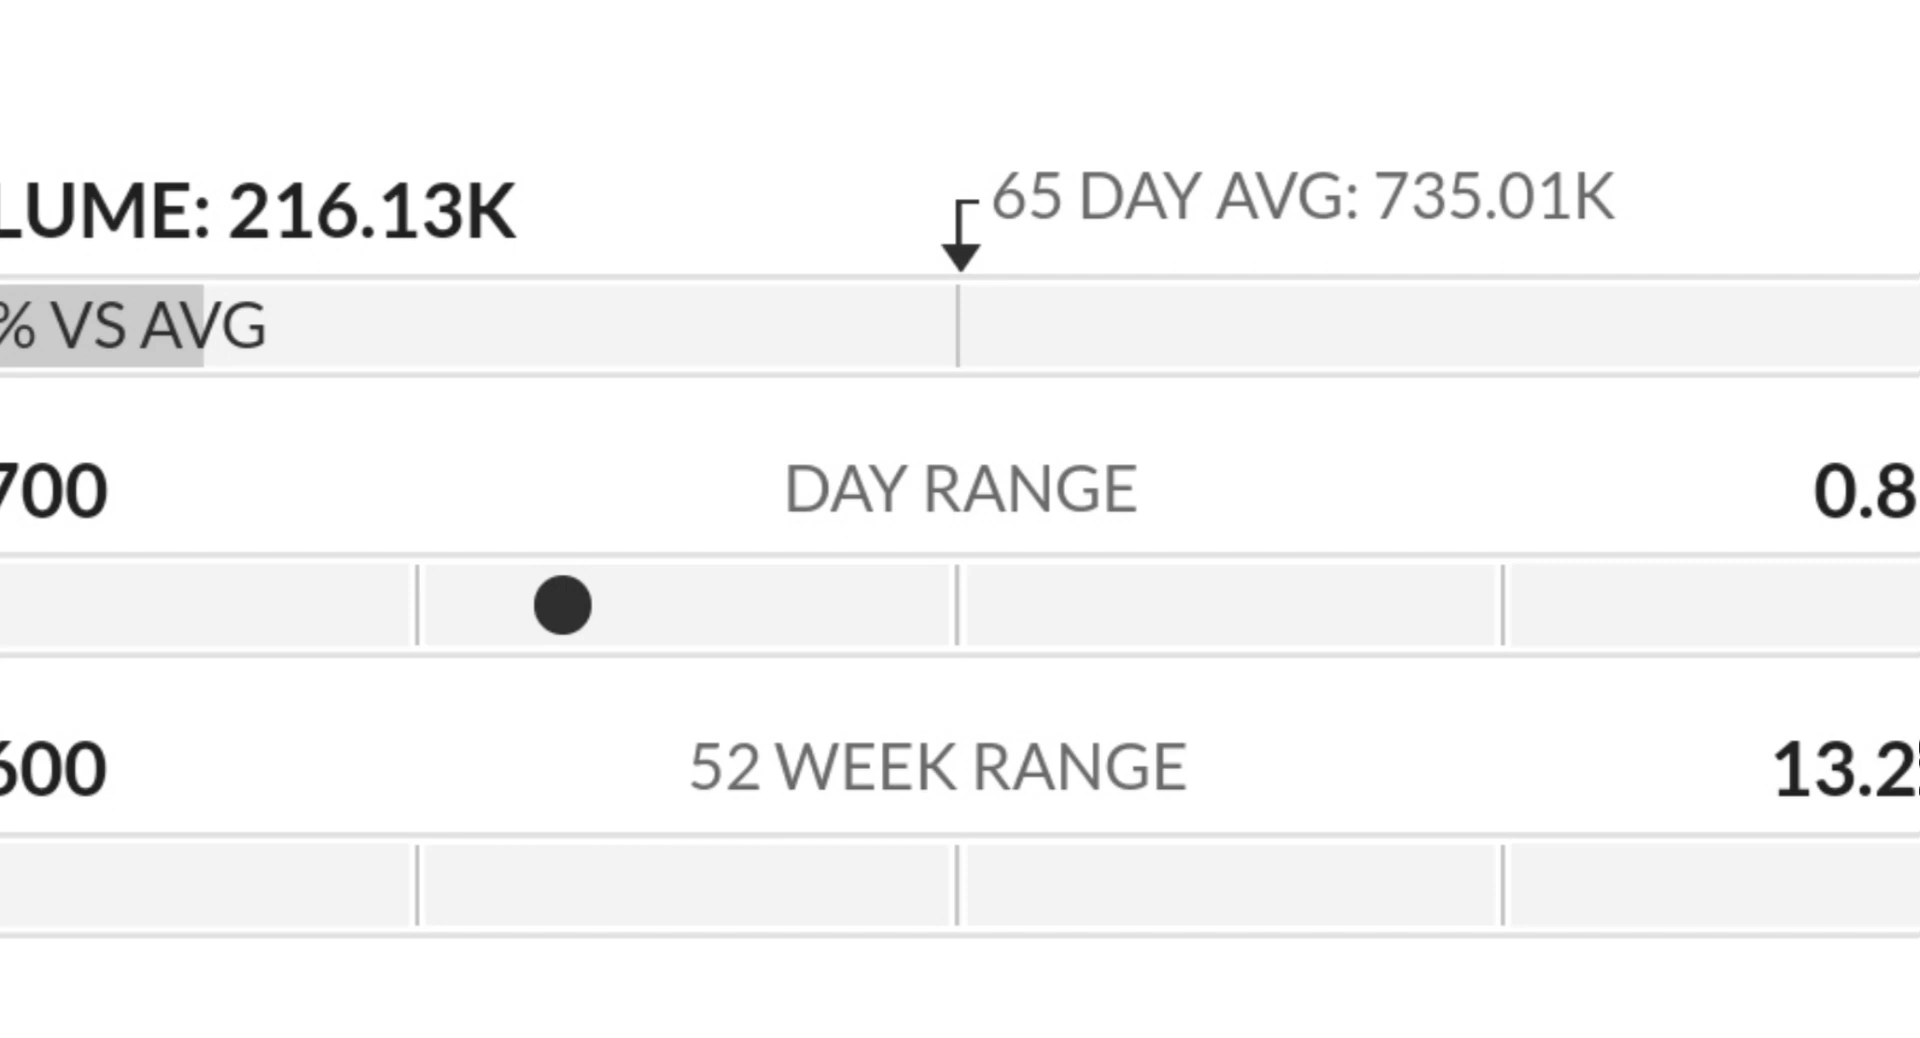 LUME: 216.13K
65 DAY AVG: 735.01K
% VS AVG
700 DAY RANGE 0.8
600 52 WEEK RANGE 13.2